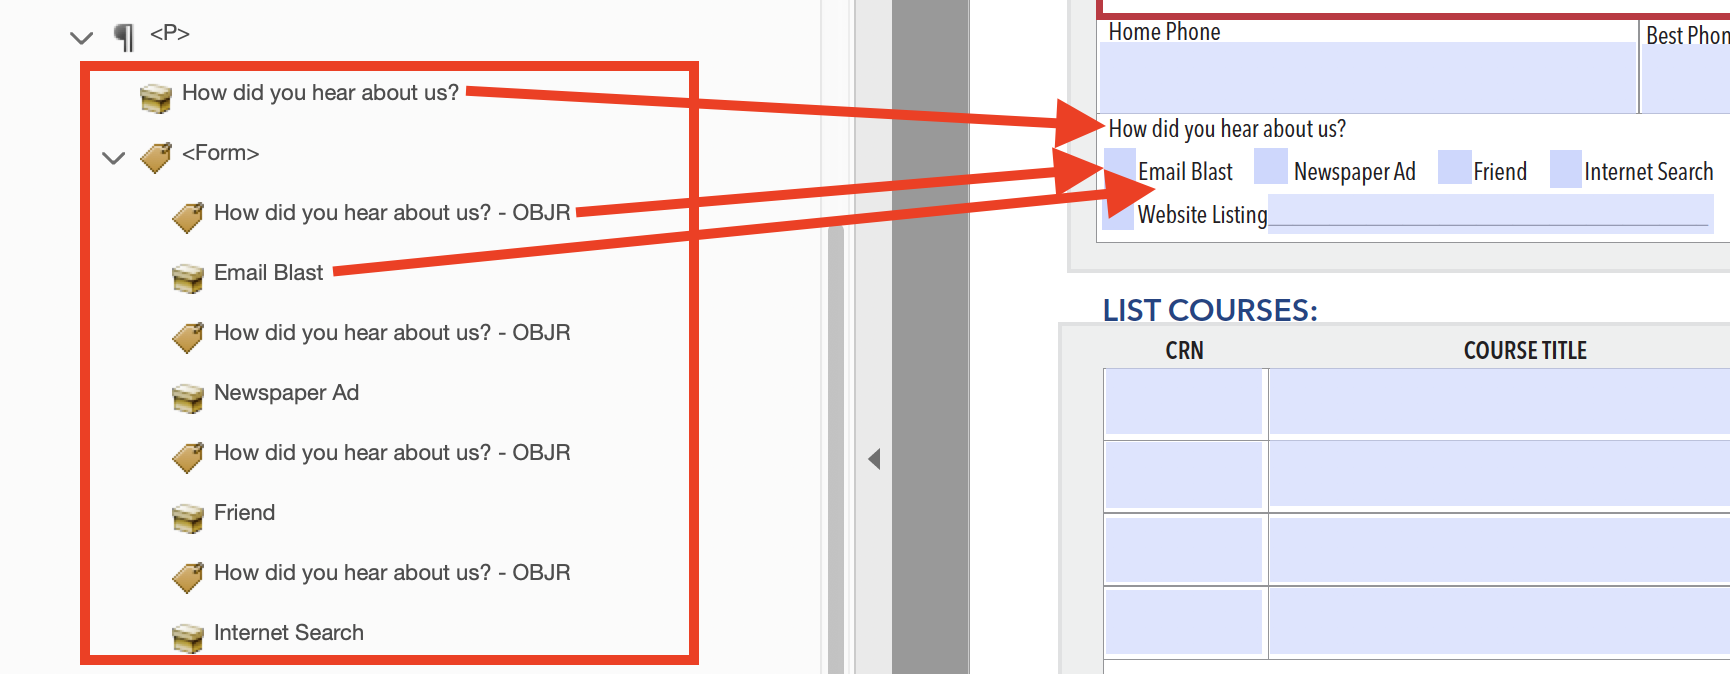 <P>
How did you hear about us?
<Form>
How did you hear about us? - OBJR
Email Blast
How did you hear about us? - OBJR
Newspaper Ad
How did you hear about us? - OBJR
Friend
How did you hear about us? - OBJR
Internet Search
Home Phone
Best Phon
How did you hear about us?
Email Blast Newspaper Ad Friend Internet Search
Website Listing
LIST COURSES:
CRN COURSE TITLE